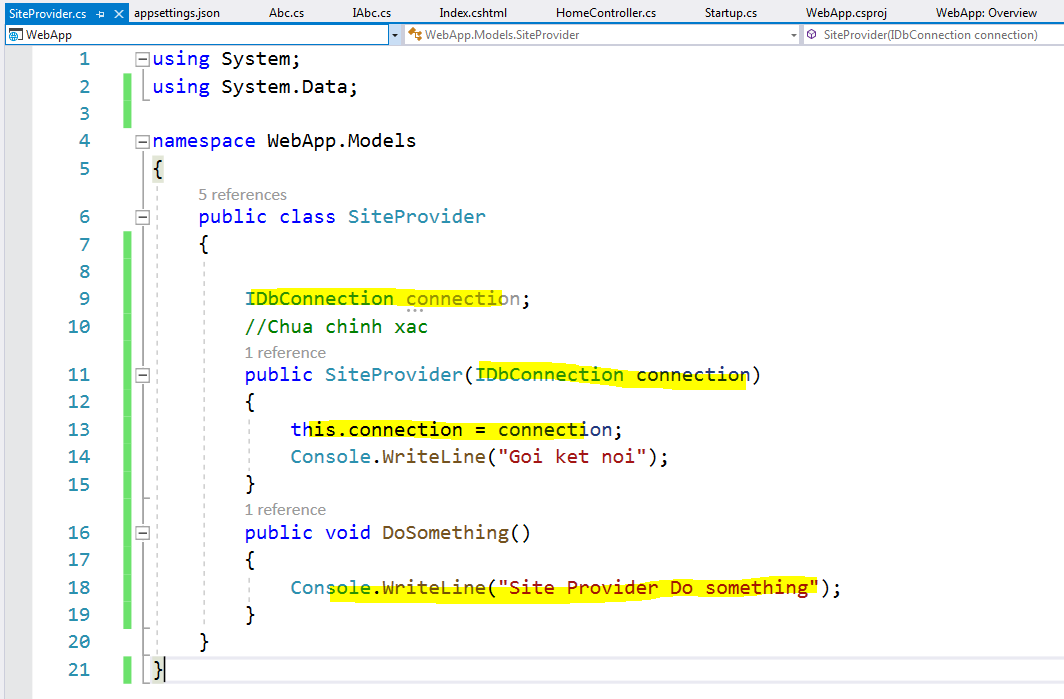 SiteProvider.cs appsettings.json Abc.cs IAbc.cs Index.cshtml HomeController.cs Startup.cs WebApp.csproj WebApp: Overview
WebApp WebApp.Models.SiteProvider SiteProvider(IDbConnection connection)
1 using System;
2 using System.Data;
3
4 namespace WebApp.Models
5 {
5 references
6 public class SiteProvider
7 {
8
9 IDbConnection connection;
10 //Chua chinh xac
1 reference
11 public SiteProvider(IDbConnection connection)
12 {
13 this.connection = connection;
14 Console.WriteLine("Goi ket noi");
15 }
1 reference
16 public void DoSomething()
17 {
18 Console.WriteLine("Site Provider Do something");
19 }
20 }
21 }